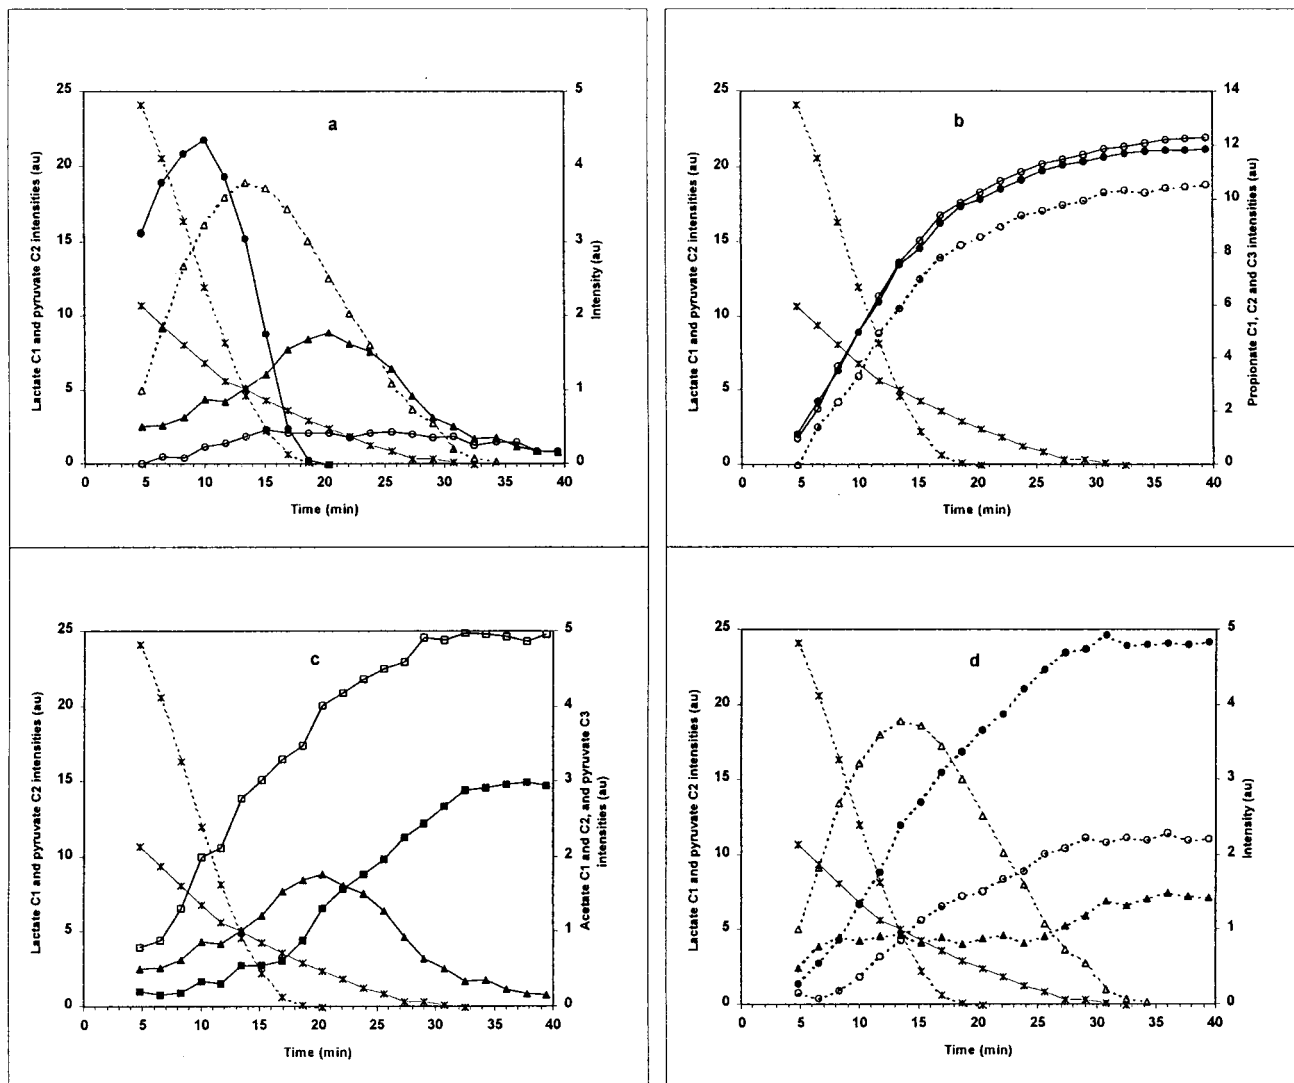 a
Lactate C1 and pyruvate C2 intensities (au)
25
20
15
10
5
0
5
4
3
2
1
0
Intensity (au)
0 5 10 15 20 25 30 35 40
Time (min)
b
Lactate C1 and pyruvate C2 intensities (au)
25
20
15
10
5
0
14
12
10
8
6
4
2
0
Propionate C1, C2 and C3 intensities (au)
0 5 10 15 20 25 30 35 40
Time (min)
c
Lactate C1 and pyruvate C2 intensities (au)
25
20
15
10
5
0
5
4
3
2
1
0
Acetate C1 and C2, and pyruvate C3
intensities (au)
0 5 10 15 20 25 30 35 40
Time (min)
d
Lactate C1 and pyruvate C2 intensities (au)
25
20
15
10
5
0
5
4
3
2
1
0
Intensity (au)
0 5 10 15 20 25 30 35 40
Time (min)